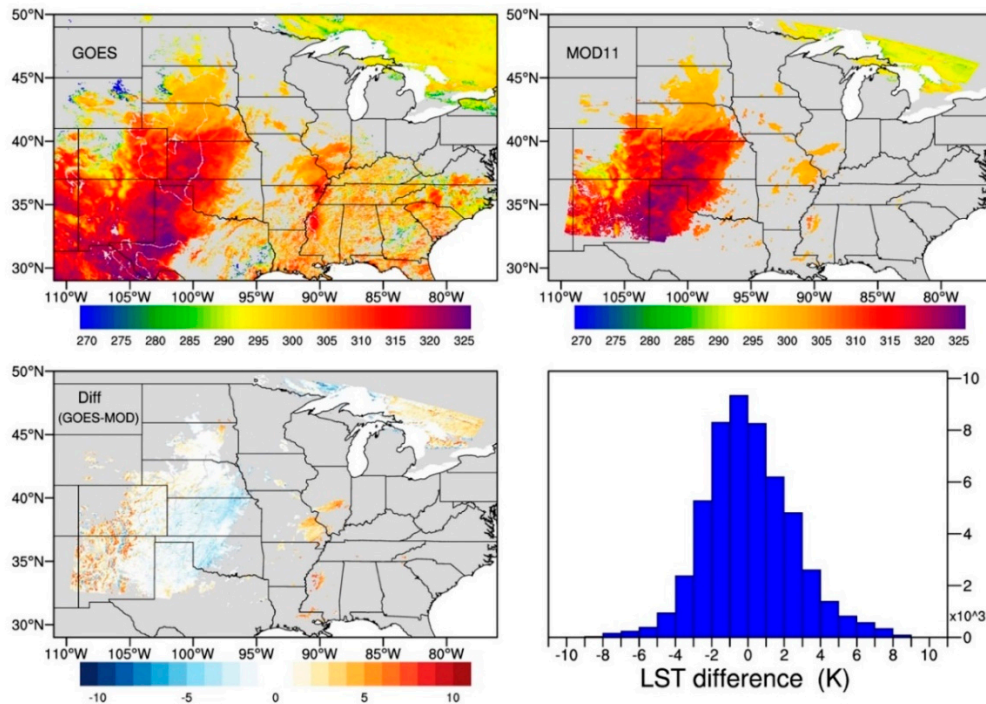 50°N
45°N
40°N
35°N
30°N
GOES
110°W 105°W 100°W 95°W 90°W 85°W 80°W
270 275 280 285 290 295 300 305 310 315 320 325
50°N
45°N
40°N
35°N
30°N
MOD11
110°W 105°W 100°W 95°W 90°W 85°W 80°W
270 275 280 285 290 295 300 305 310 315 320 325
50°N
45°N
40°N
35°N
30°N
Diff
(GOES-MOD)
110°W 105°W 100°W 95°W 90°W 85°W 80°W
-10 -5 0 5 10
10
8
6
4
2
x10^3
0
-10 -8 -6 -4 -2 0 2 4 6 8 10
LST difference (K)